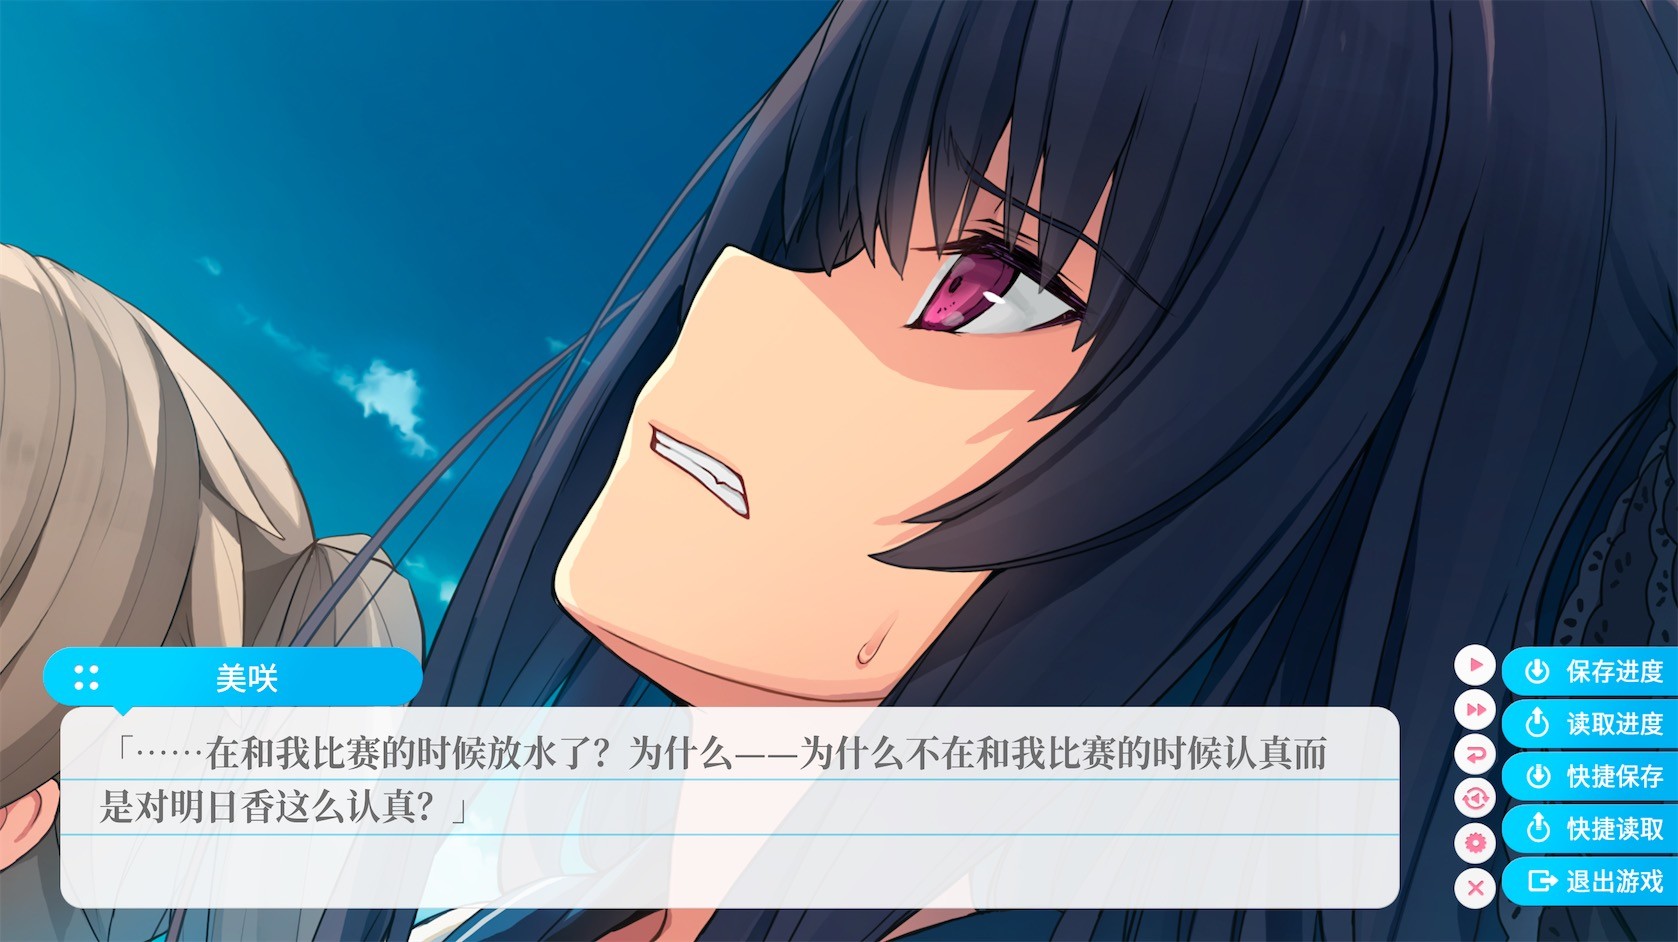 美咲
「……在和我比赛的时候放水了？为什么——为什么不在和我比赛的时候认真而
是对明日香这么认真？」
保存进度
读取进度
快捷保存
快捷读取
退出游戏